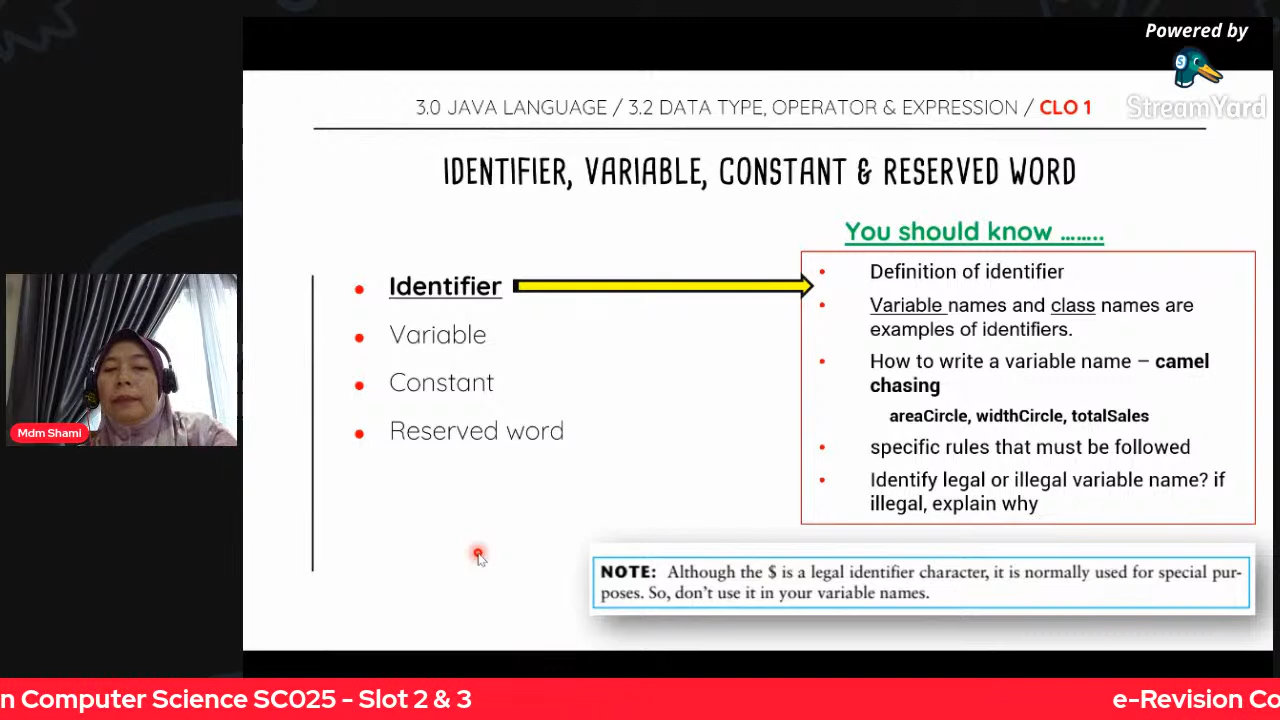 Powered by
S
StreamYard
3.0 JAVA LANGUAGE / 3.2 DATA TYPE, OPERATOR & EXPRESSION / CLO 1
IDENTIFIER, VARIABLE, CONSTANT & RESERVED WORD
• Identifier
• Variable
• Constant
• Reserved word
You should know ........
• Definition of identifier
• Variable names and class names are
examples of identifiers.
• How to write a variable name – camel
chasing
areaCircle, widthCircle, totalSales
• specific rules that must be followed
• Identify legal or illegal variable name? if
illegal, explain why
NOTE: Although the $ is a legal identifier character, it is normally used for special pur-
poses. So, don't use it in your variable names.
Mdm Shami
n Computer Science SC025 - Slot 2 & 3
e-Revision Co